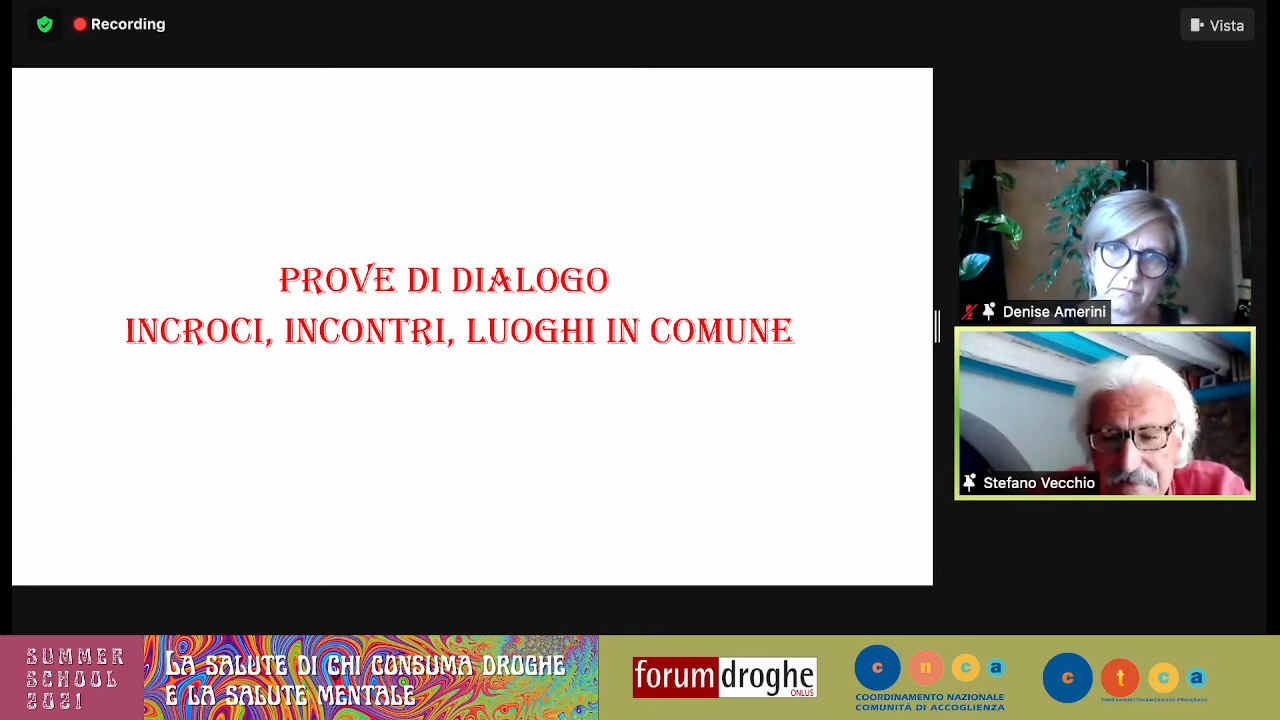 Recording
Vista
PROVE DI DIALOGO
INCROCI, INCONTRI, LUOGHI IN COMUNE
Denise Amerini
Stefano Vecchio
SUMMER
SCHOOL
2021
LA SALUTE DI CHI CONSUMA DROGHE
E LA SALUTE MENTALE
forumdroghe
ONLUS
c n c a
COORDINAMENTO NAZIONALE
COMUNITÀ DI ACCOGLIENZA
c t c a